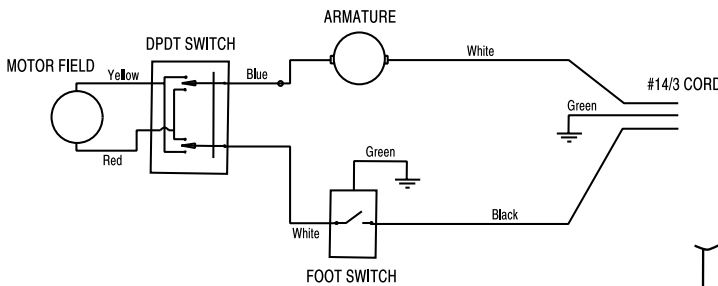 ARMATURE
DPDT SWITCH
MOTOR FIELD
Yellow
Blue
White
#14/3 CORD
Green
Red
Green
White
Black
FOOT SWITCH